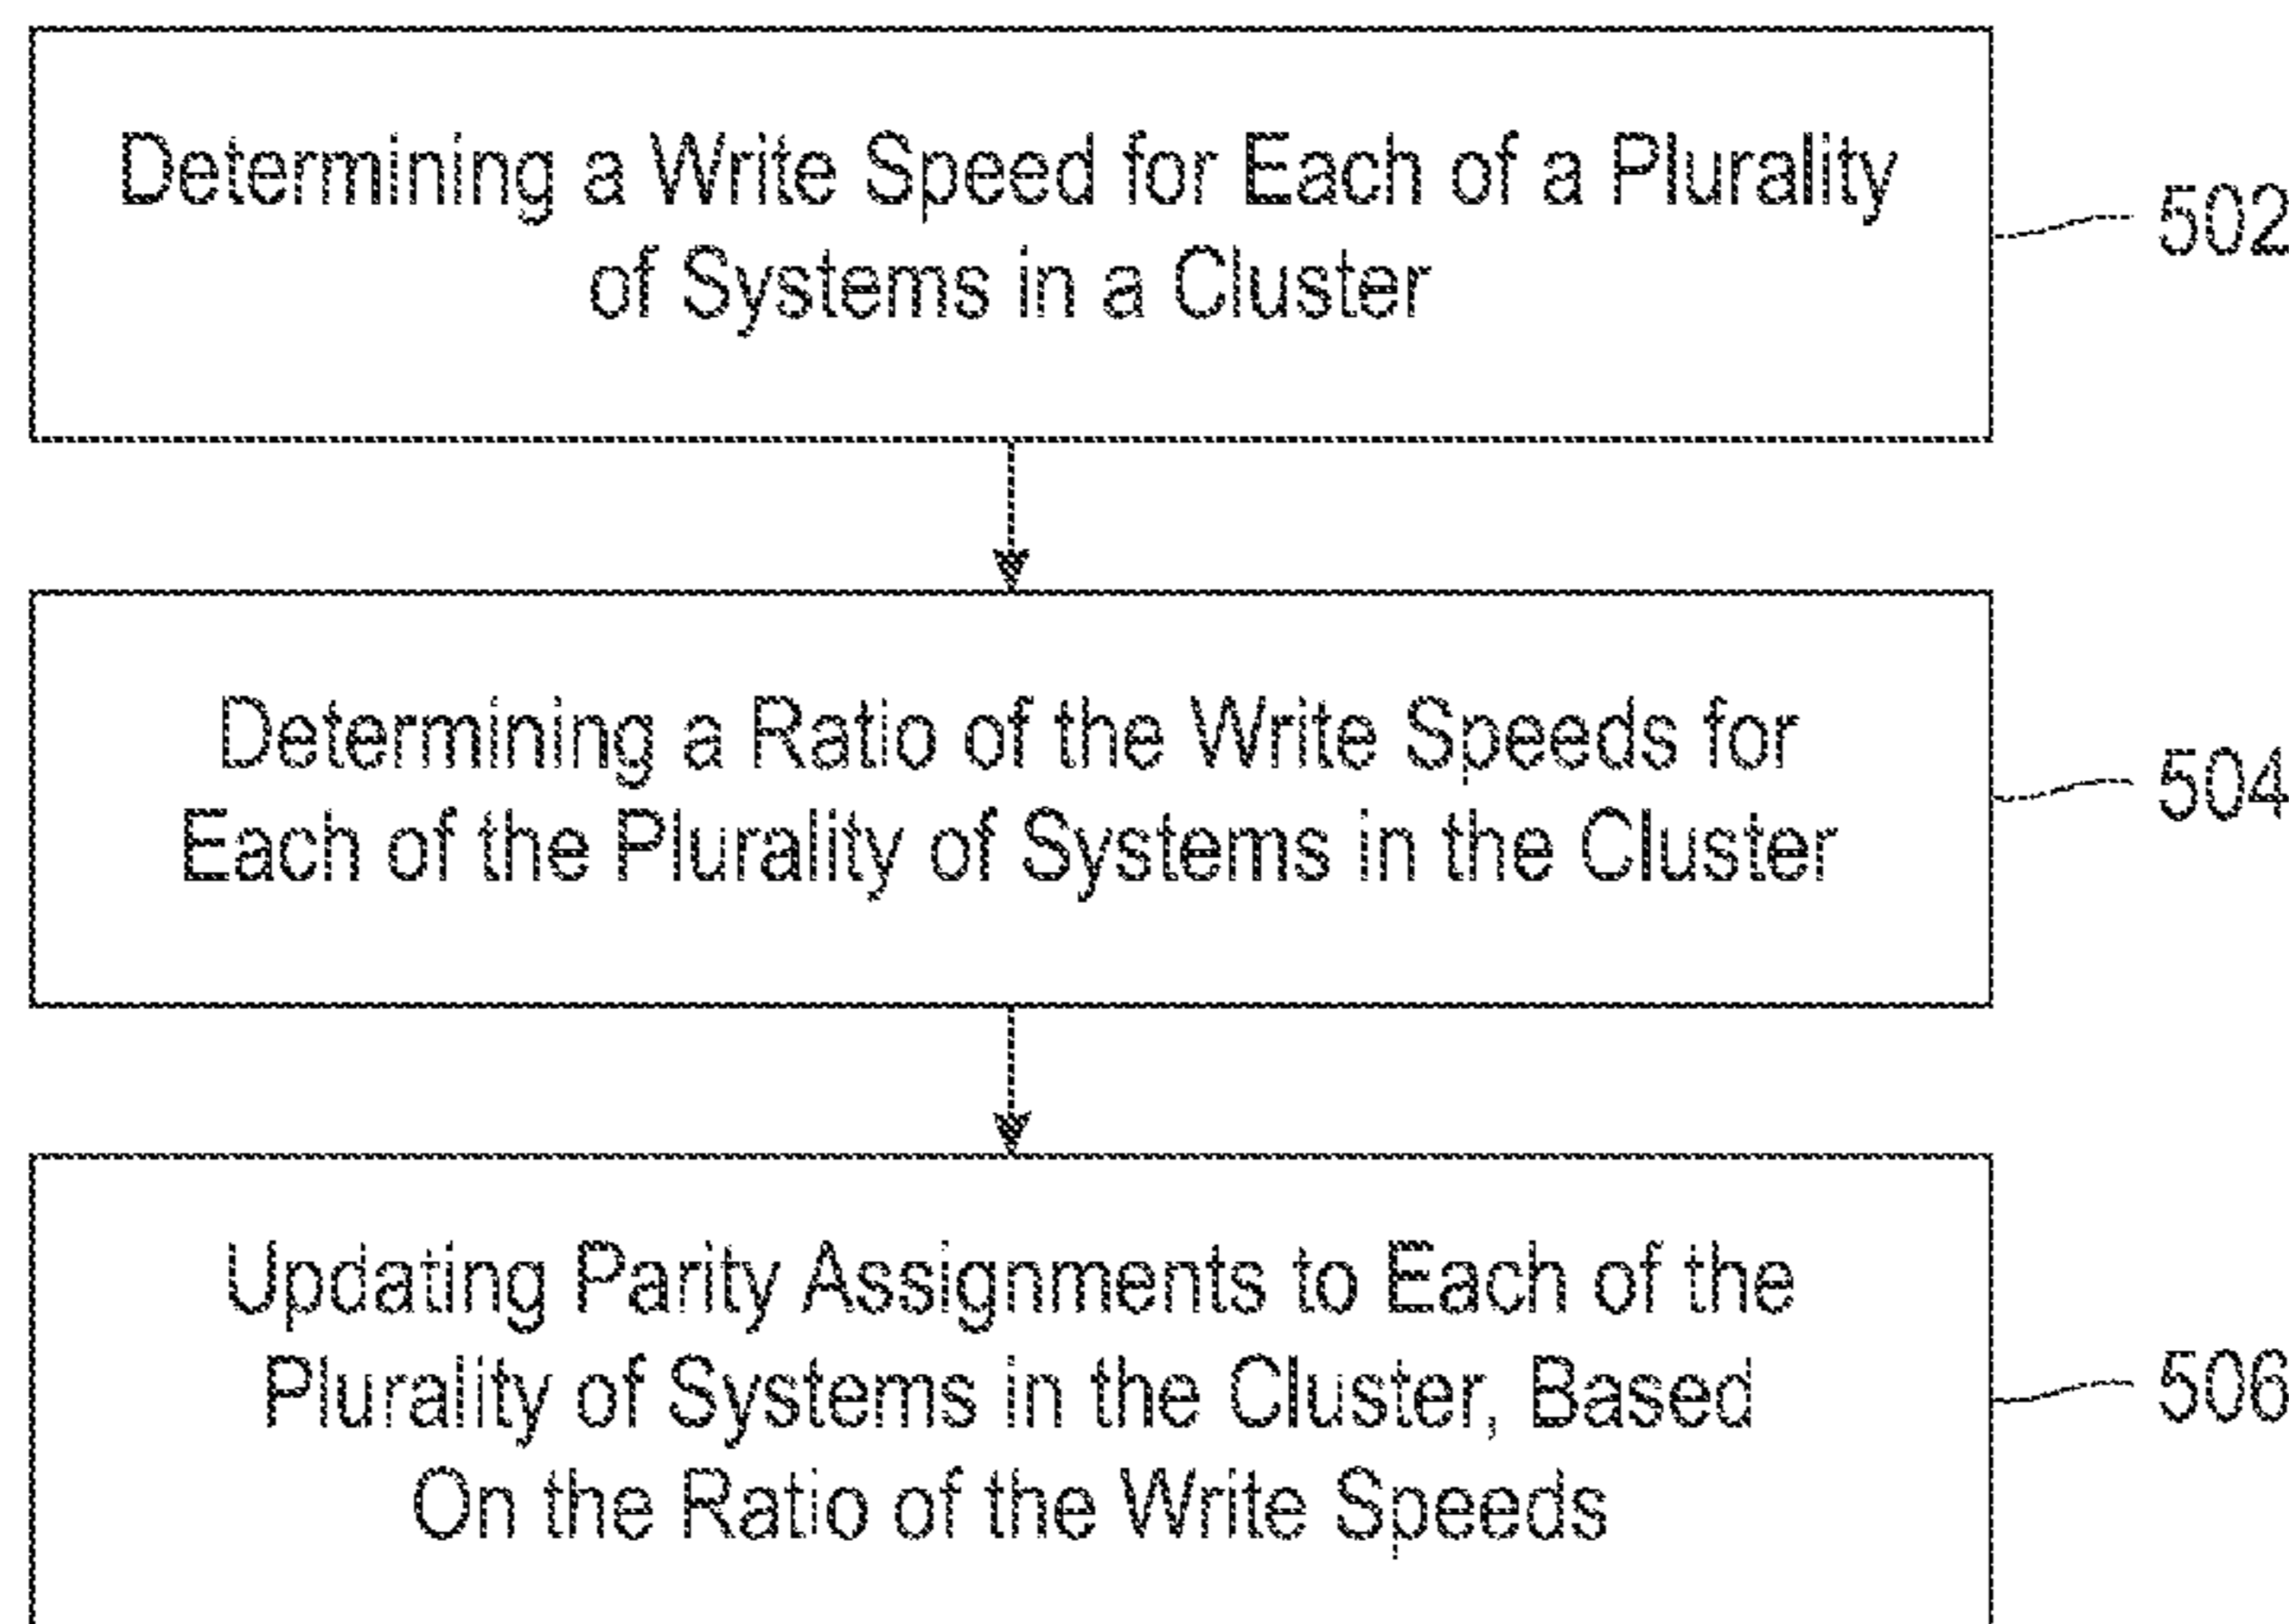 Determining a Write Speed for Each of a Plurality
of Systems in a Cluster
502
Determining a Ratio of the Write Speeds for
Each of the Plurality of Systems in the Cluster
504
Updating Parity Assignments to Each of the
Plurality of Systems in the Cluster, Based
On the Ratio of the Write Speeds
506